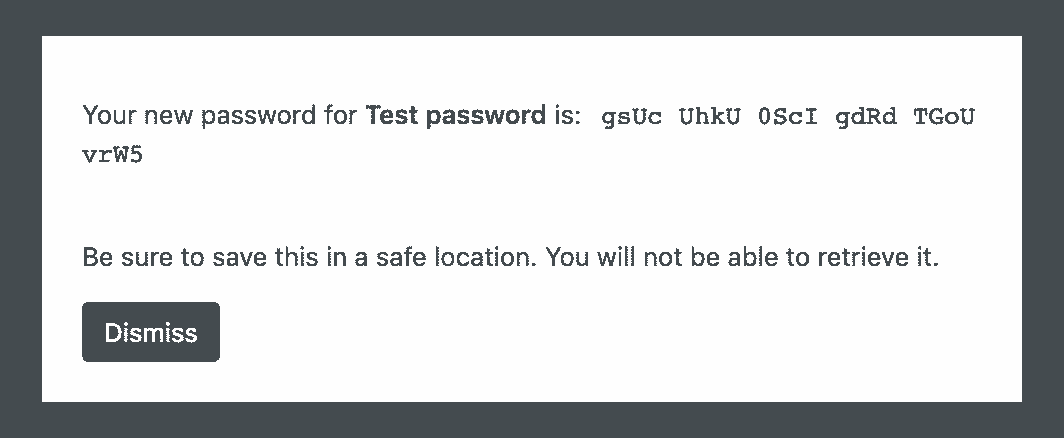 Your new password for Test password is: gsUc UhkU 0ScI gdRd TGoU
vrW5
Be sure to save this in a safe location. You will not be able to retrieve it.
Dismiss